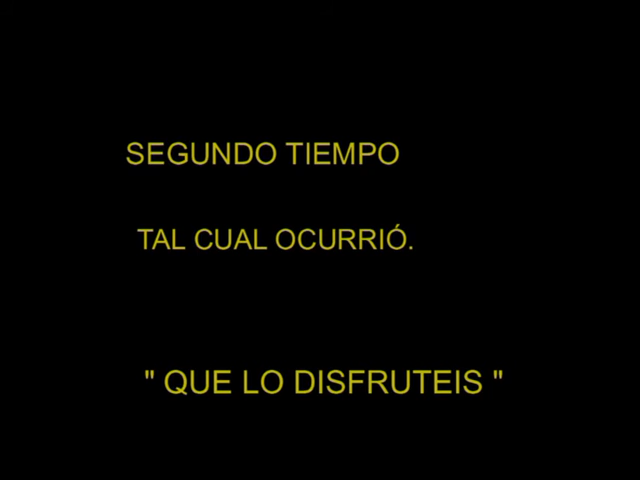 SEGUNDO TIEMPO
TAL CUAL OCURRIÓ.
" QUE LO DISFRUTEIS "